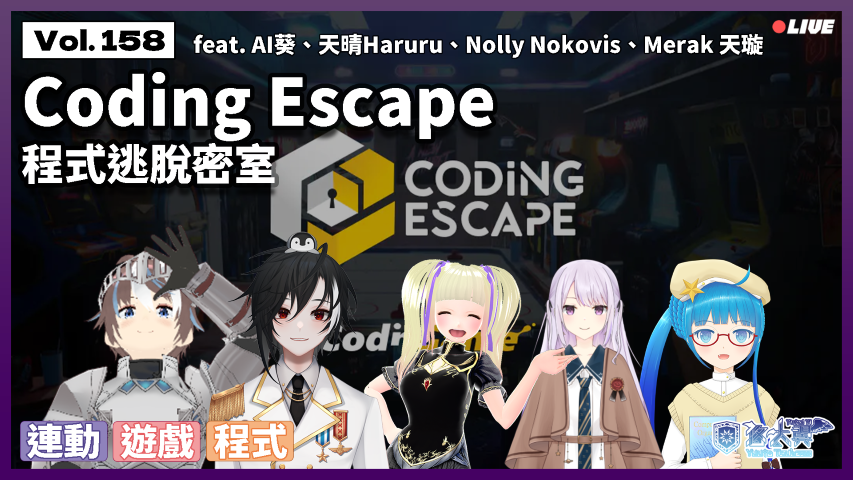 Vol. 158
feat. AI葵、天晴Haruru、Nolly Nokovis、Merak 天璇
LIVE
Coding Escape
程式逃脫密室
CODiNG
ESCAPE
連動
遊戲
程式